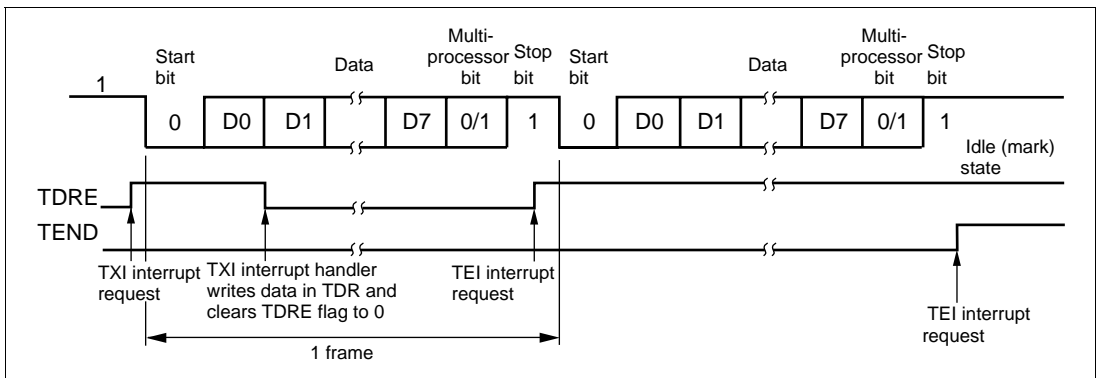 Multi-
processor
bit
Start
bit
Data
Stop
bit
Start
bit
Data
Multi-
processor
bit
Stop
bit
1
0
D0
D1
D7
0/1
1
0
D0
D1
D7
0/1
1
Idle (mark)
state
TDRE
TEND
TXI interrupt
request
TXI interrupt handler
writes data in TDR and
clears TDRE flag to 0
TEI interrupt
request
TEI interrupt
request
1 frame